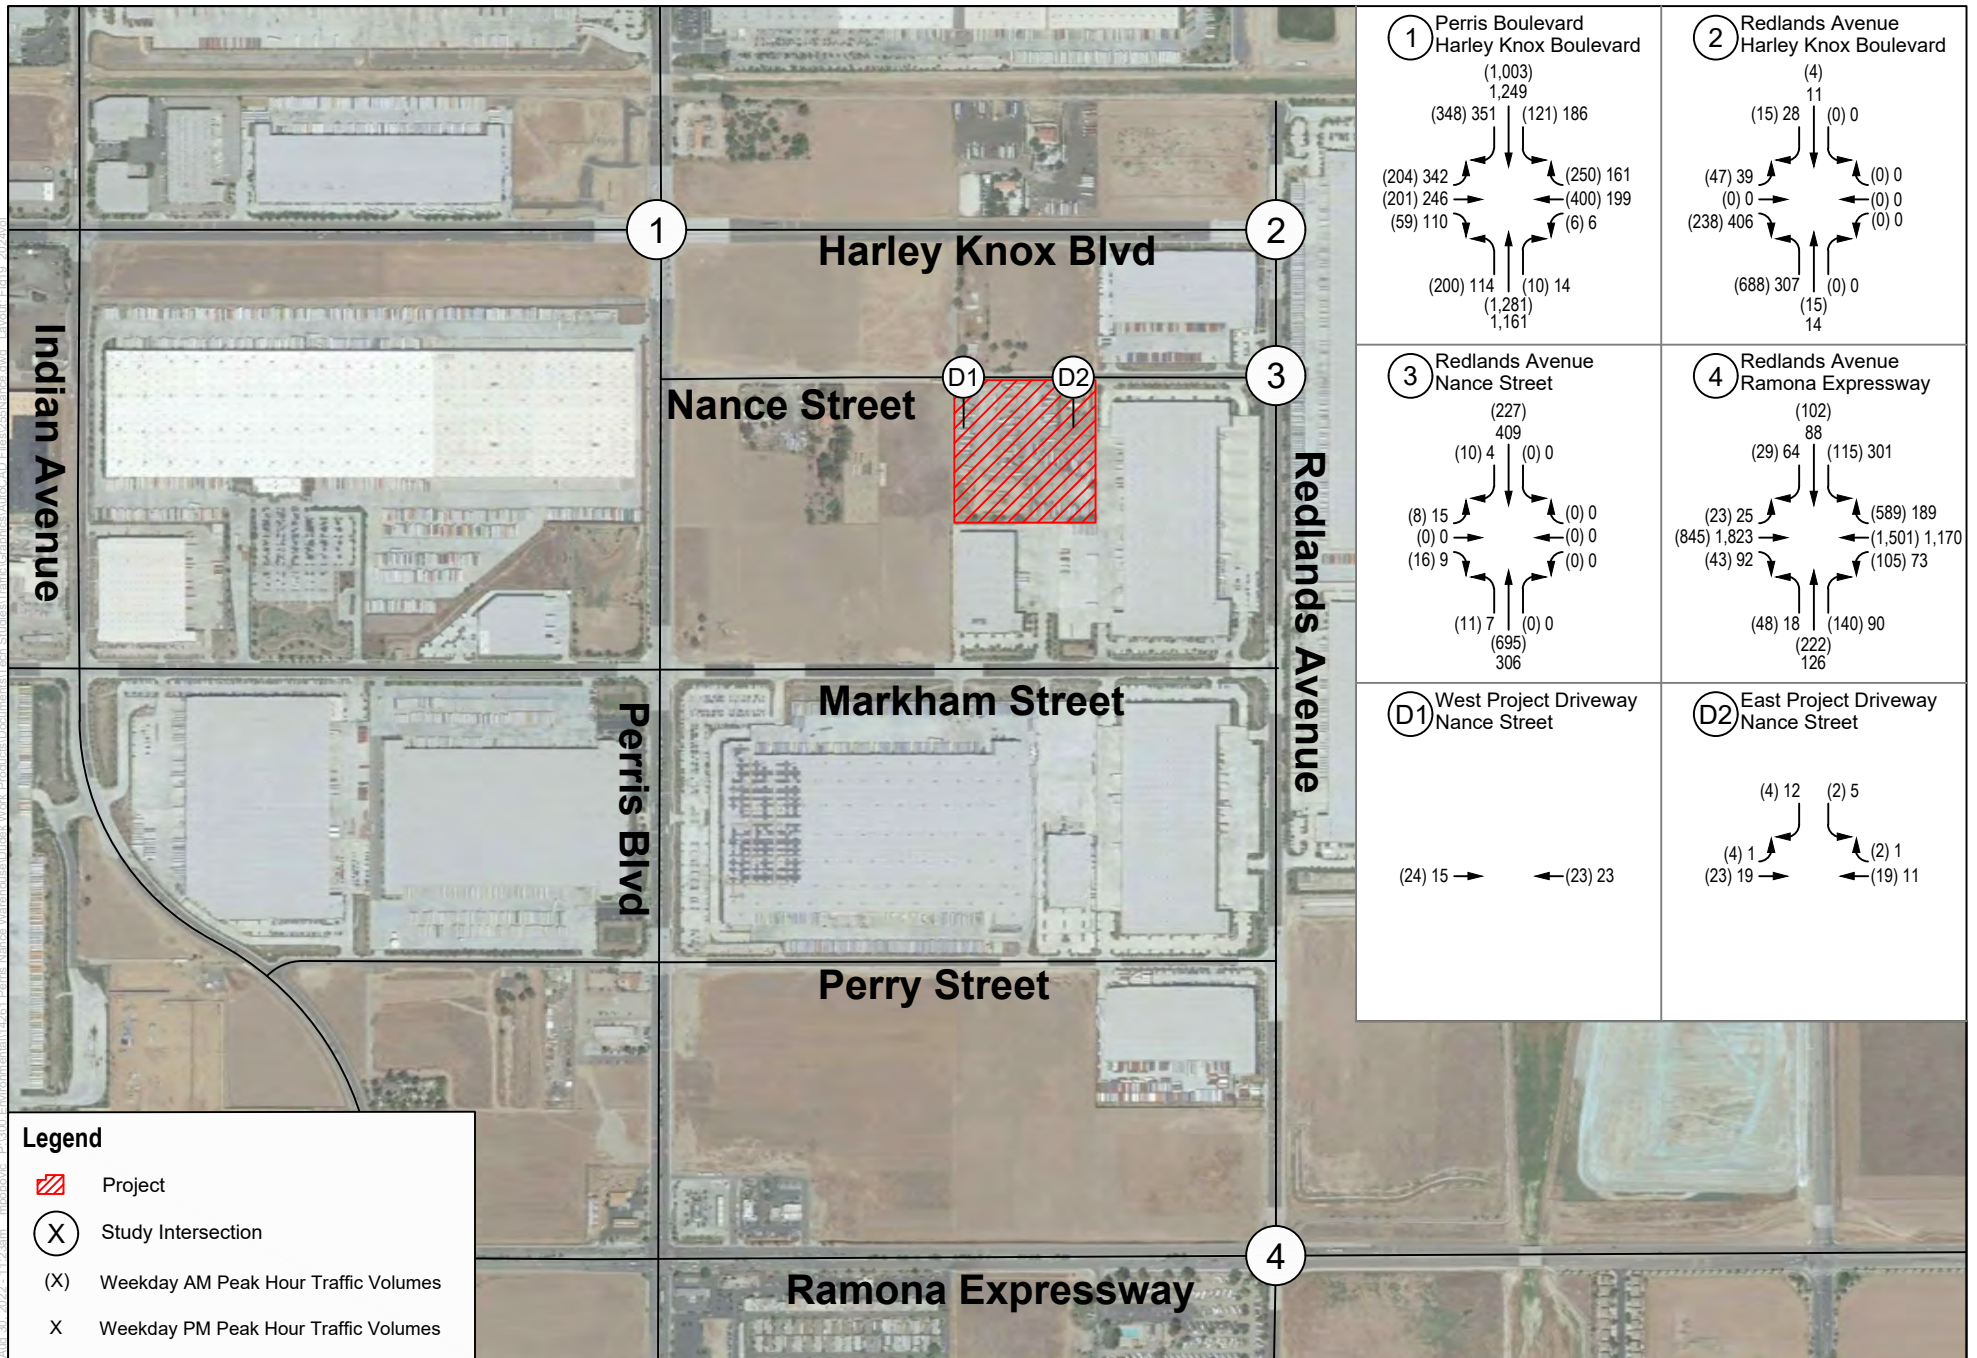 1 Perris Boulevard
Harley Knox Boulevard
(1,003)
1,249
(348) 351 (121) 186
(204) 342 (250) 161
(201) 246 (400) 199
(59) 110 (6) 6
(200) 114 (10) 14
(1,281)
1,161
2 Redlands Avenue
Harley Knox Boulevard
(4)
11
(15) 28 (0) 0
(47) 39 (0) 0
(0) 0 (0) 0
(238) 406 (0) 0
(688) 307 (0) 0
(15)
14
3 Redlands Avenue
Nance Street
(227)
409
(10) 4 (0) 0
(8) 15 (0) 0
(0) 0 (0) 0
(16) 9 (0) 0
(11) 7 (0) 0
(695)
306
4 Redlands Avenue
Ramona Expressway
(102)
88
(29) 64 (115) 301
(23) 25 (589) 189
(845) 1,823 (1,501) 1,170
(43) 92 (105) 73
(48) 18 (140) 90
(222)
126
D1 West Project Driveway
Nance Street
(24) 15 (23) 23
D2 East Project Driveway
Nance Street
(4) 12 (2) 5
(4) 1 (2) 1
(23) 19 (19) 11
1
2
Harley Knox Blvd
Indian Avenue
D1
D2
3
Nance Street
Redlands Avenue
Markham Street
Perris Blvd
Perry Street
4
Ramona Expressway
Legend
Project
X Study Intersection
(X) Weekday AM Peak Hour Traffic Volumes
X Weekday PM Peak Hour Traffic Volumes